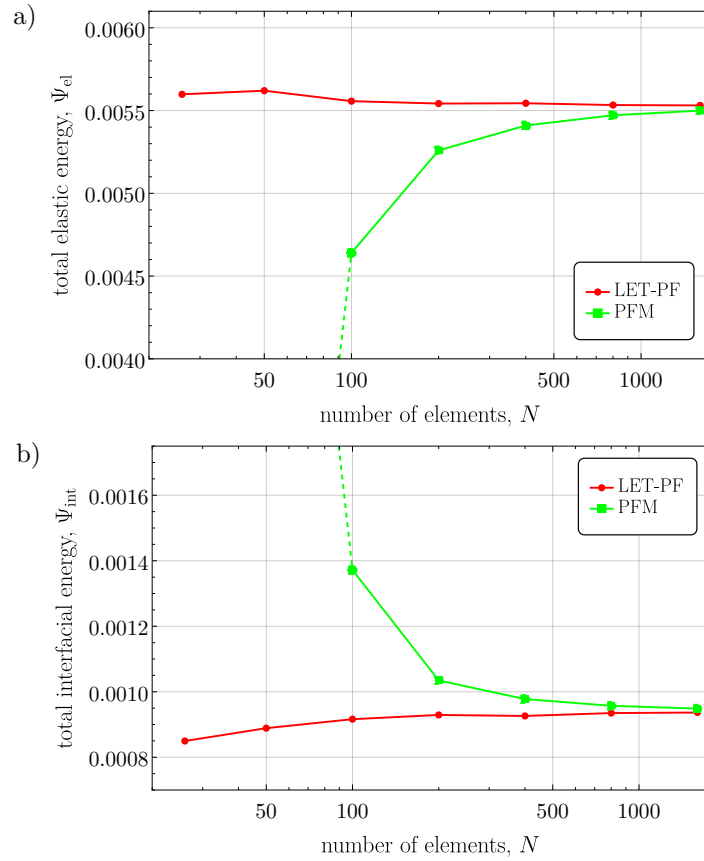 a)
0.0060
0.0055
0.0050
0.0045
0.0040
total elastic energy, Ψel
50
100
500
1000
number of elements, N
LET-PF
PFM
b)
0.0016
0.0014
0.0012
0.0010
0.0008
total interfacial energy, Ψint
50
100
500
1000
number of elements, N
LET-PF
PFM